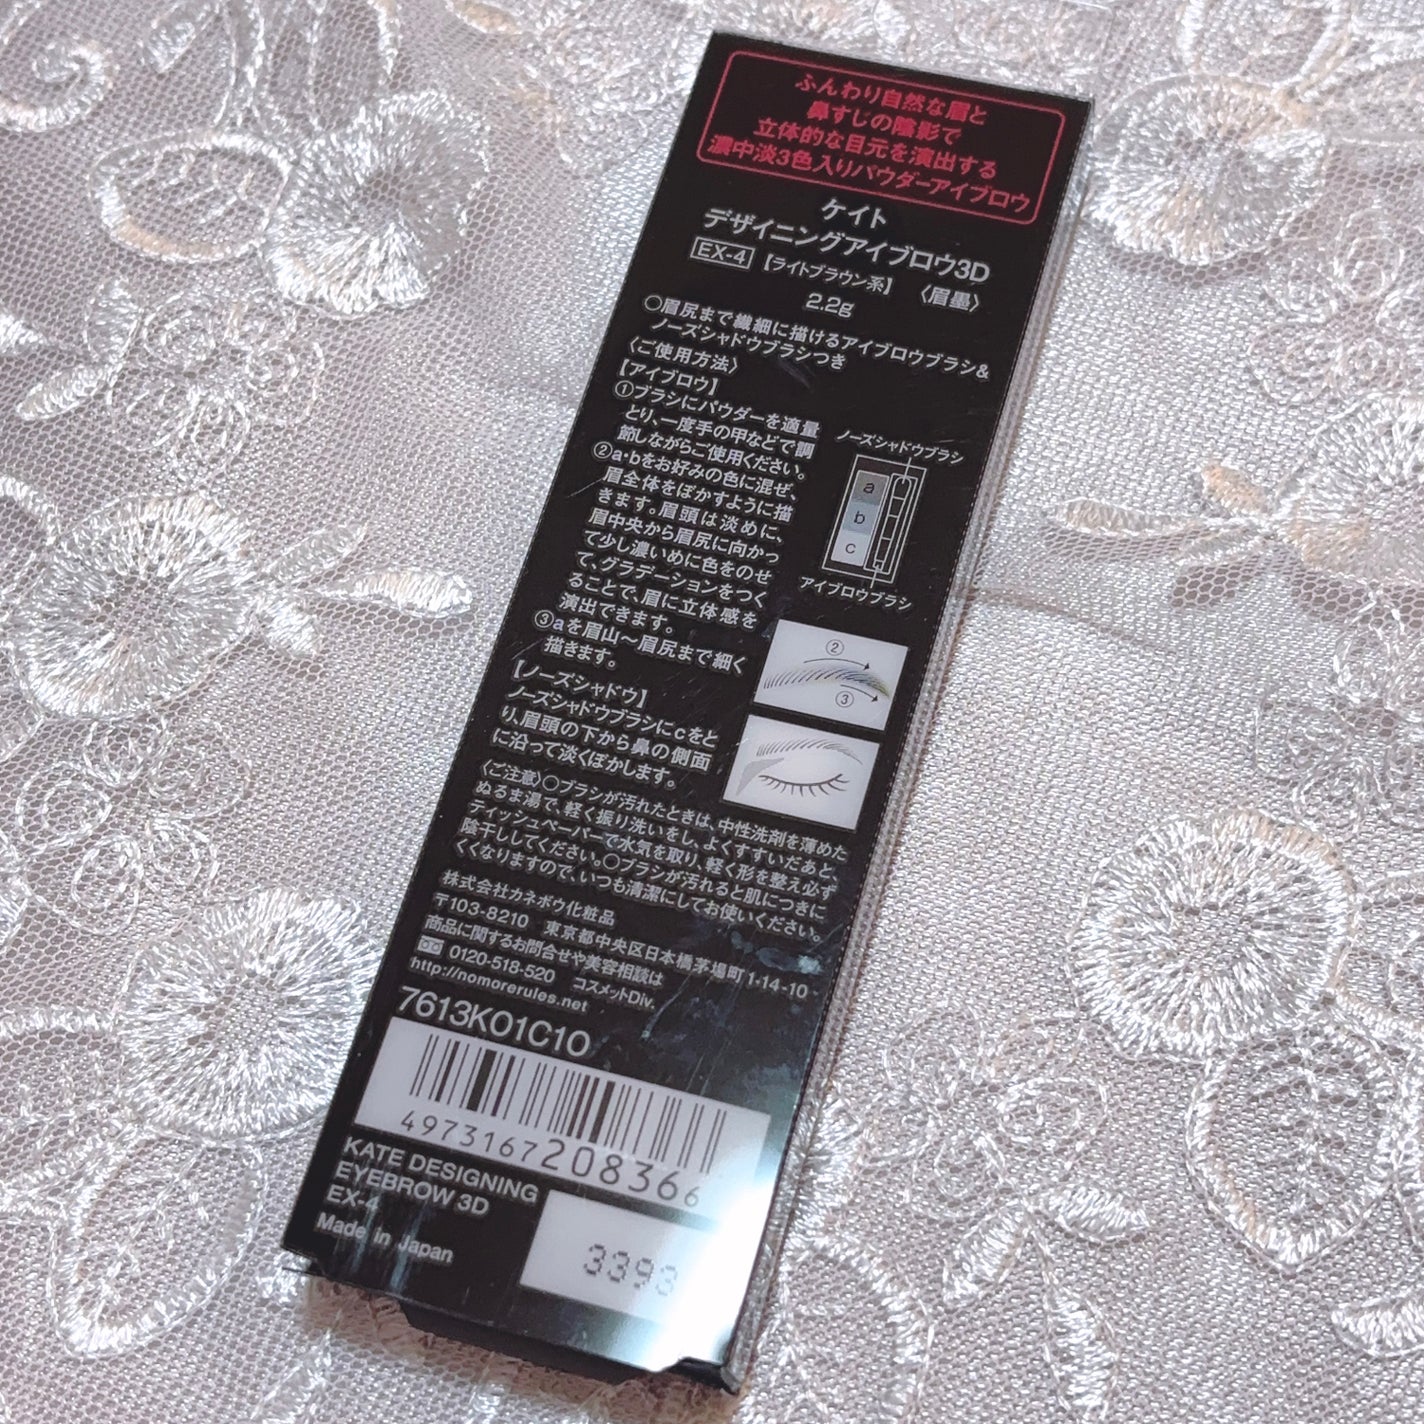 ふんわり自然な眉と
鼻すじの陰影で
立体的な目元を演出する
濃中淡3色入りパウダーアイブロウ
ケイト
デザイニングアイブロウ3D
EX-4 【ライトブラウン系】 〈眉墨〉
2.2g
○眉尻まで繊細に描けるアイブロウブラシ&
ノーズシャドウブラシつき
〈ご使用方法〉
【アイブロウ】
①ブラシにパウダーを適量
とり、一度手の甲などで調
節しながらご使用ください。
②a・bをお好みの色に混ぜ、
眉全体をぼかすように描
きます。眉頭は淡めに、
眉中央から眉尻に向かっ
て少し濃いめに色をのせ
て、グラデーションをつく
ることで、眉に立体感を
演出できます。
③aを眉山〜眉尻まで細く
描きます。
【ノーズシャドウ】
ノーズシャドウブラシにcをと
り、眉頭の下から鼻の側面
に沿って淡くぼかします。
ノーズシャドウブラシ
a
b
c
アイブロウブラシ
②
③
〈ご注意〉○ブラシが汚れたときは、中性洗剤を薄めた
ぬるま湯で、軽く振り洗いをし、よくすすいだあと、
ティッシュペーパーで水気を取り、軽く形を整え必ず
陰干ししてください。○ブラシが汚れると肌につきに
くくなりますので、いつも清潔にしてお使いください。
株式会社カネボウ化粧品
〒103-8210 東京都中央区日本橋茅場町1-14-10
商品に関するお問合せや美容相談は
0120-518-520 コスメットDiv.
http://nomorerules.net
7613K01C10
4973167208366
KATE DESIGNING
EYEBROW 3D
EX-4
Made in Japan
3393